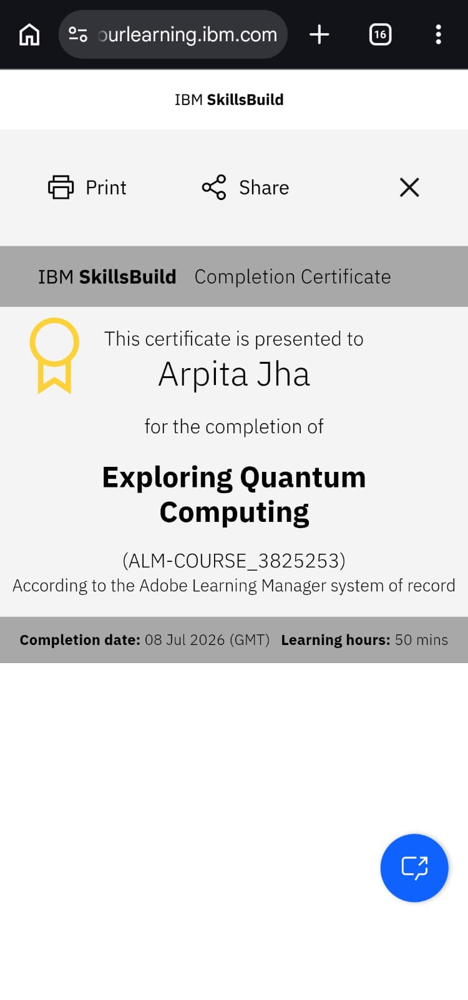 ourlearning.ibm.com
16
IBM SkillsBuild
Print
Share
IBM SkillsBuild Completion Certificate
This certificate is presented to
Arpita Jha
for the completion of
Exploring Quantum
Computing
(ALM-COURSE_3825253)
According to the Adobe Learning Manager system of record
Completion date: 08 Jul 2026 (GMT) Learning hours: 50 mins